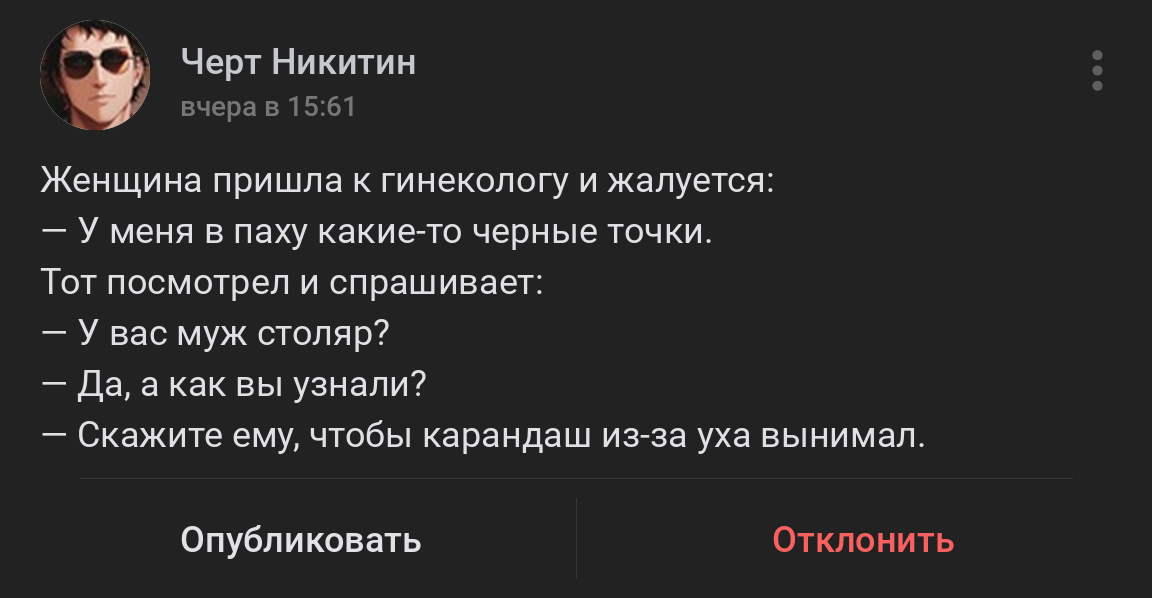 Черт Никитин
вчера в 15:61
Женщина пришла к гинекологу и жалуется:
— У меня в паху какие-то черные точки.
Тот посмотрел и спрашивает:
— У вас муж столяр?
— Да, а как вы узнали?
— Скажите ему, чтобы карандаш из-за уха вынимал.
Опубликовать
Отклонить